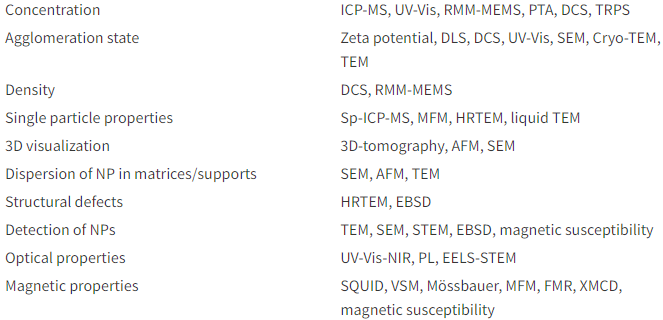 Concentration ICP-MS, UV-Vis, RMM-MEMS, PTA, DCS, TRPS
Agglomeration state Zeta potential, DLS, DCS, UV-Vis, SEM, Cryo-TEM,
TEM
Density DCS, RMM-MEMS
Single particle properties Sp-ICP-MS, MFM, HRTEM, liquid TEM
3D visualization 3D-tomography, AFM, SEM
Dispersion of NP in matrices/supports SEM, AFM, TEM
Structural defects HRTEM, EBSD
Detection of NPs TEM, SEM, STEM, EBSD, magnetic susceptibility
Optical properties UV-Vis-NIR, PL, EELS-STEM
Magnetic properties SQUID, VSM, Mössbauer, MFM, FMR, XMCD,
magnetic susceptibility